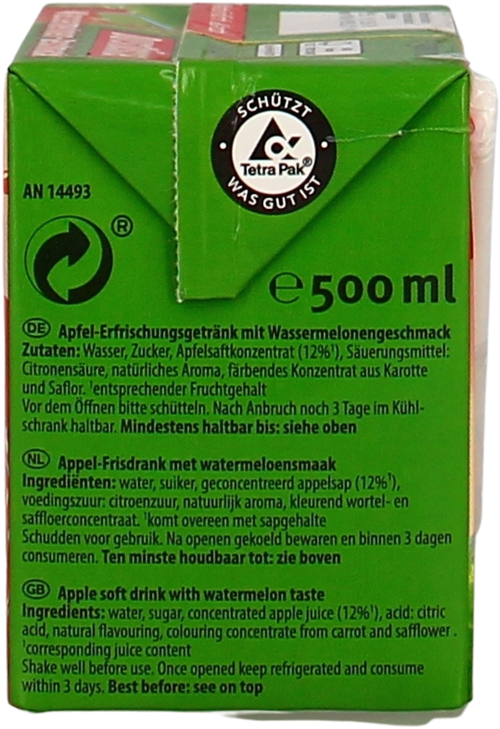 SCHÜTZT
Tetra Pak®
WAS GUT IST
AN 14493
®
℮500 ml
DE Apfel-Erfrischungsgetränk mit Wassermelonengeschmack
Zutaten: Wasser, Zucker, Apfelsaftkonzentrat (12%¹), Säuerungsmittel:
Citronensäure, natürliches Aroma, färbendes Konzentrat aus Karotte
und Saflor. ¹entsprechender Fruchtgehalt
Vor dem Öffnen bitte schütteln. Nach Anbruch noch 3 Tage im Kühl-
schrank haltbar. Mindestens haltbar bis: siehe oben
NL Appel-Frisdrank met watermeloensmaak
Ingrediënten: water, suiker, geconcentreerd appelsap (12%¹),
voedingszuur: citroenzuur, natuurlijk aroma, kleurend wortel- en
saffloerconcentraat. ¹komt overeen met sapgehalte
Schudden voor gebruik. Na openen gekoeld bewaren en binnen 3 dagen
consumeren. Ten minste houdbaar tot: zie boven
GB Apple soft drink with watermelon taste
Ingredients: water, sugar, concentrated apple juice (12%¹), acid: citric
acid, natural flavouring, colouring concentrate from carrot and safflower .
¹corresponding juice content
Shake well before use. Once opened keep refrigerated and consume
within 3 days. Best before: see on top